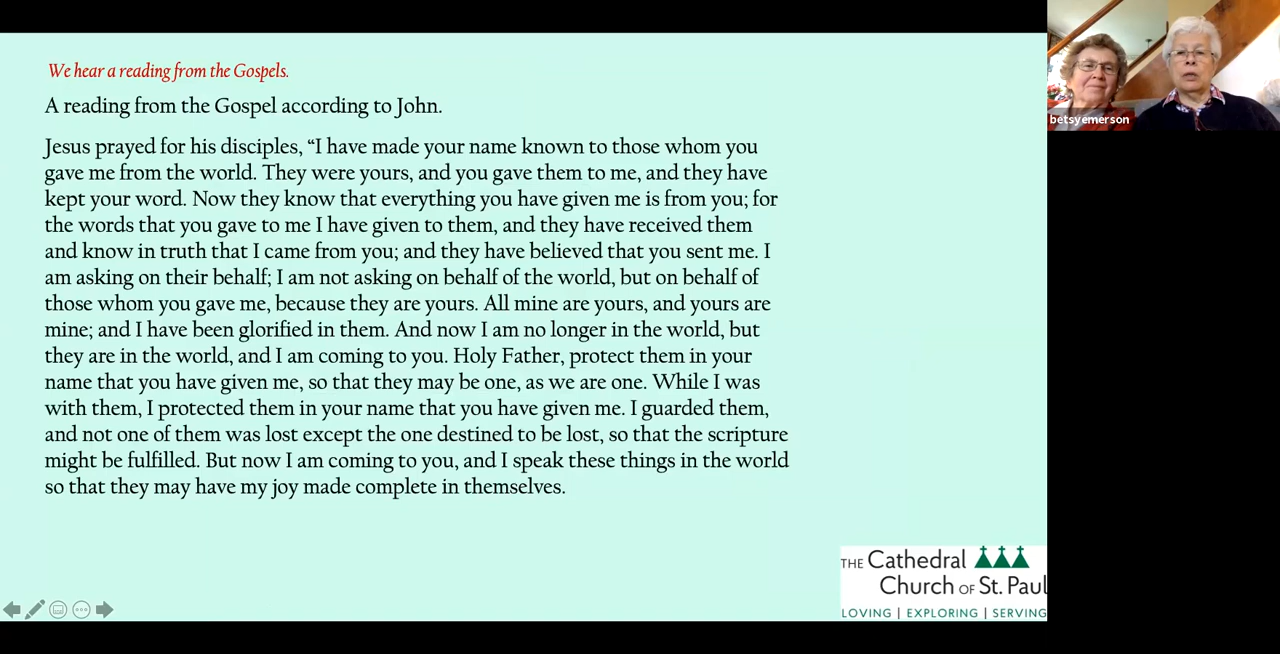 We hear a reading from the Gospels.
A reading from the Gospel according to John.
Jesus prayed for his disciples, “I have made your name known to those whom you
gave me from the world. They were yours, and you gave them to me, and they have
kept your word. Now they know that everything you have given me is from you; for
the words that you gave to me I have given to them, and they have received them
and know in truth that I came from you; and they have believed that you sent me. I
am asking on their behalf; I am not asking on behalf of the world, but on behalf of
those whom you gave me, because they are yours. All mine are yours, and yours are
mine; and I have been glorified in them. And now I am no longer in the world, but
they are in the world, and I am coming to you. Holy Father, protect them in your
name that you have given me, so that they may be one, as we are one. While I was
with them, I protected them in your name that you have given me. I guarded them,
and not one of them was lost except the one destined to be lost, so that the scripture
might be fulfilled. But now I am coming to you, and I speak these things in the world
so that they may have my joy made complete in themselves.
betsyemerson
THE Cathedral
Church OF St. Paul
LOVING | EXPLORING | SERVING